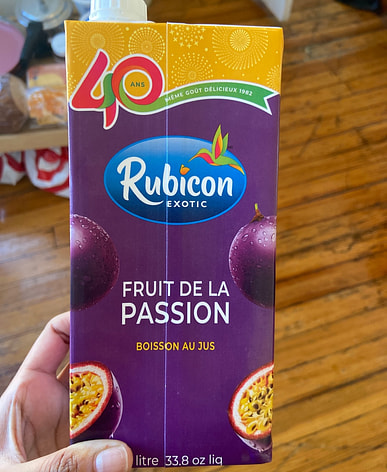 40
ANS
MÊME GOÛT DÉLICIEUX 1982
Rubicon
EXOTIC
FRUIT DE LA
PASSION
BOISSON AU JUS
litre 33.8 oz liq